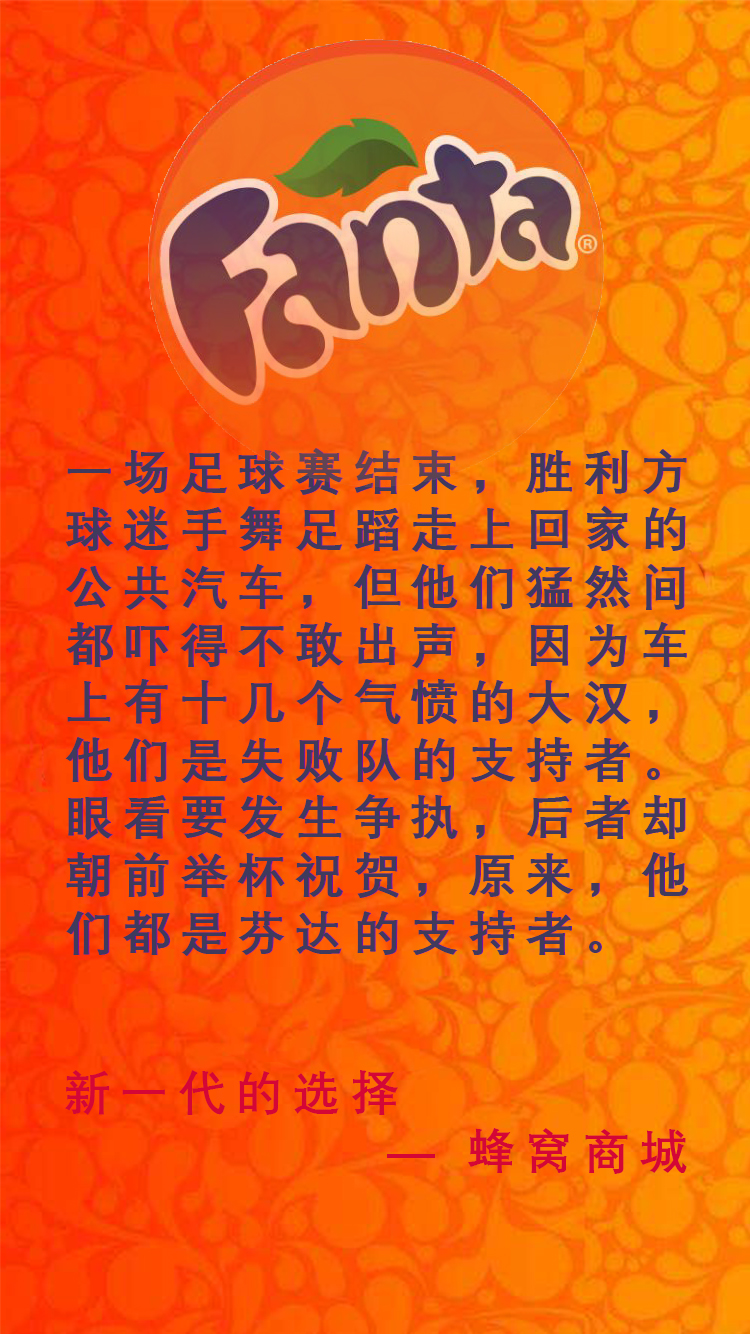 Fanta®
一场足球赛结束，胜利方
球迷手舞足蹈走上回家的
公共汽车，但他们猛然间
都吓得不敢出声，因为车
上有十几个气愤的大汉，
他们是失败队的支持者。
眼看要发生争执，后者却
朝前举杯祝贺，原来，他
们都是芬达的支持者。
新一代的选择
— 蜂窝商城